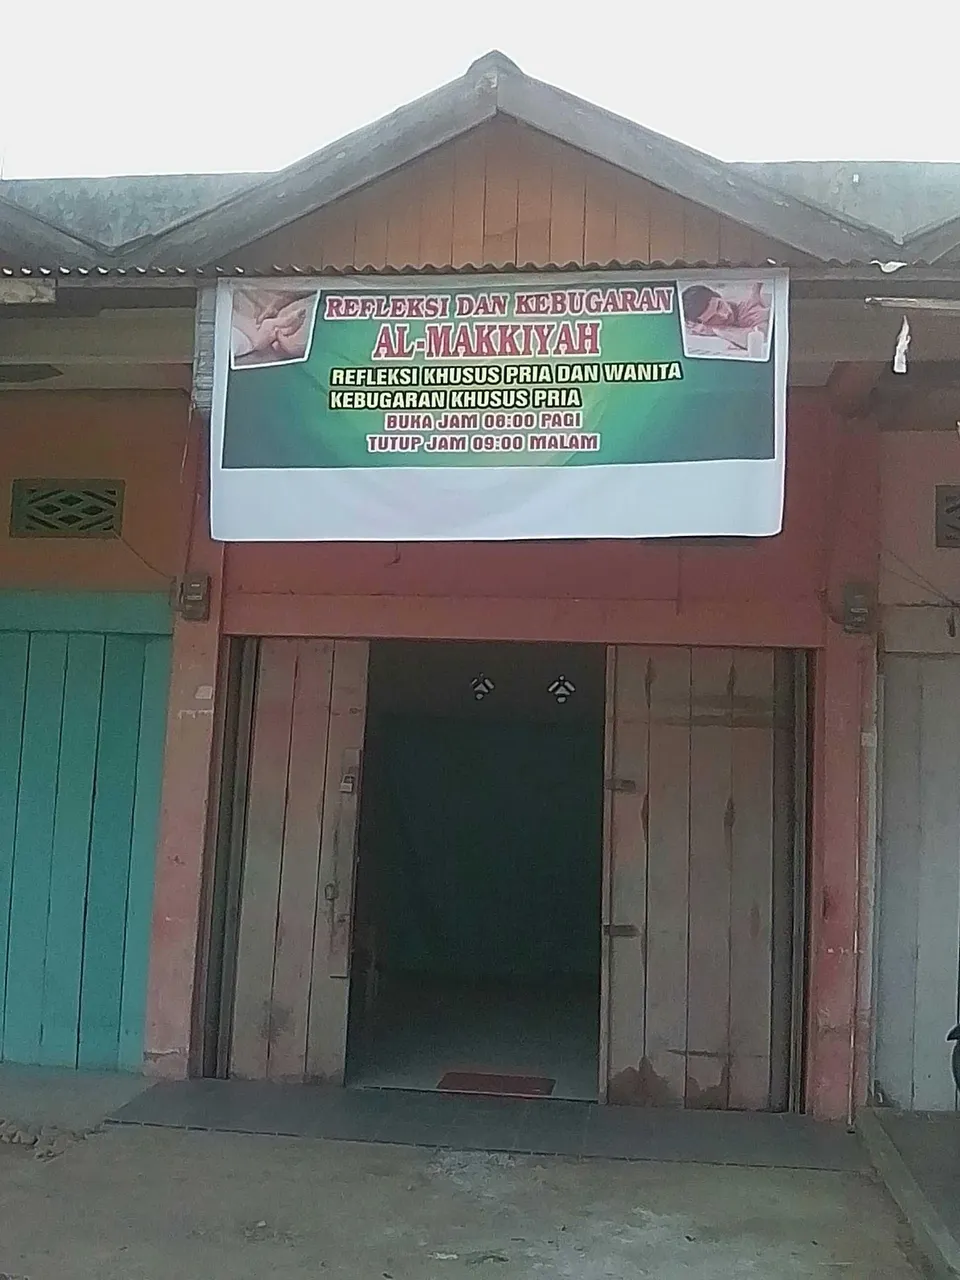 REFLEKSI DAN KEBUGARAN
AL-MAKKIYAH
REFLEKSI KHUSUS PRIA DAN WANITA
KEBUGARAN KHUSUS PRIA
BUKA JAM 08:00 PAGI
TUTUP JAM 09:00 MALAM